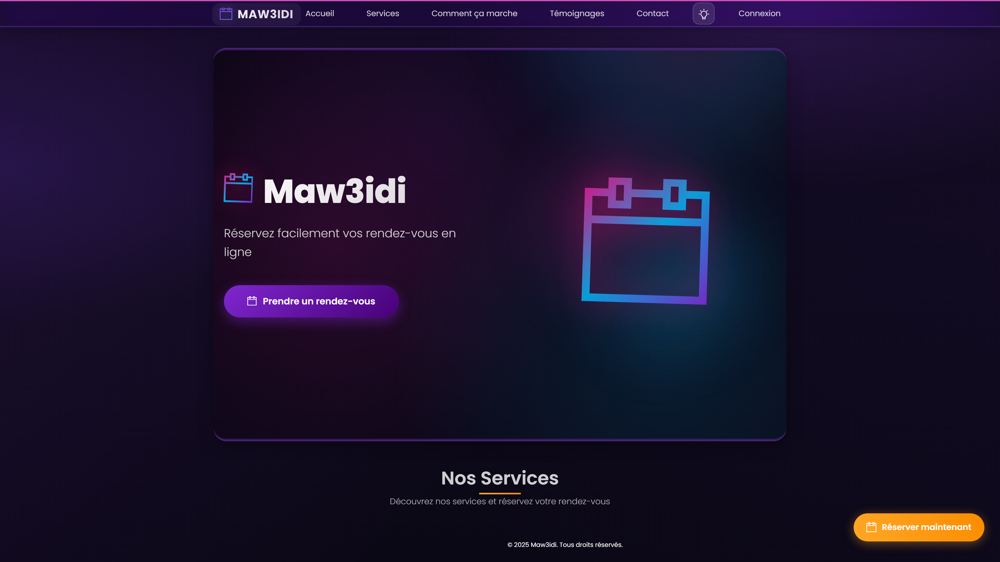 MAW3IDI
Accueil
Services
Comment ça marche
Témoignages
Contact
Connexion
Maw3idi
Réservez facilement vos rendez-vous en
ligne
Prendre un rendez-vous
Nos Services
Découvrez nos services et réservez votre rendez-vous
Réserver maintenant
© 2025 Maw3idi. Tous droits réservés.